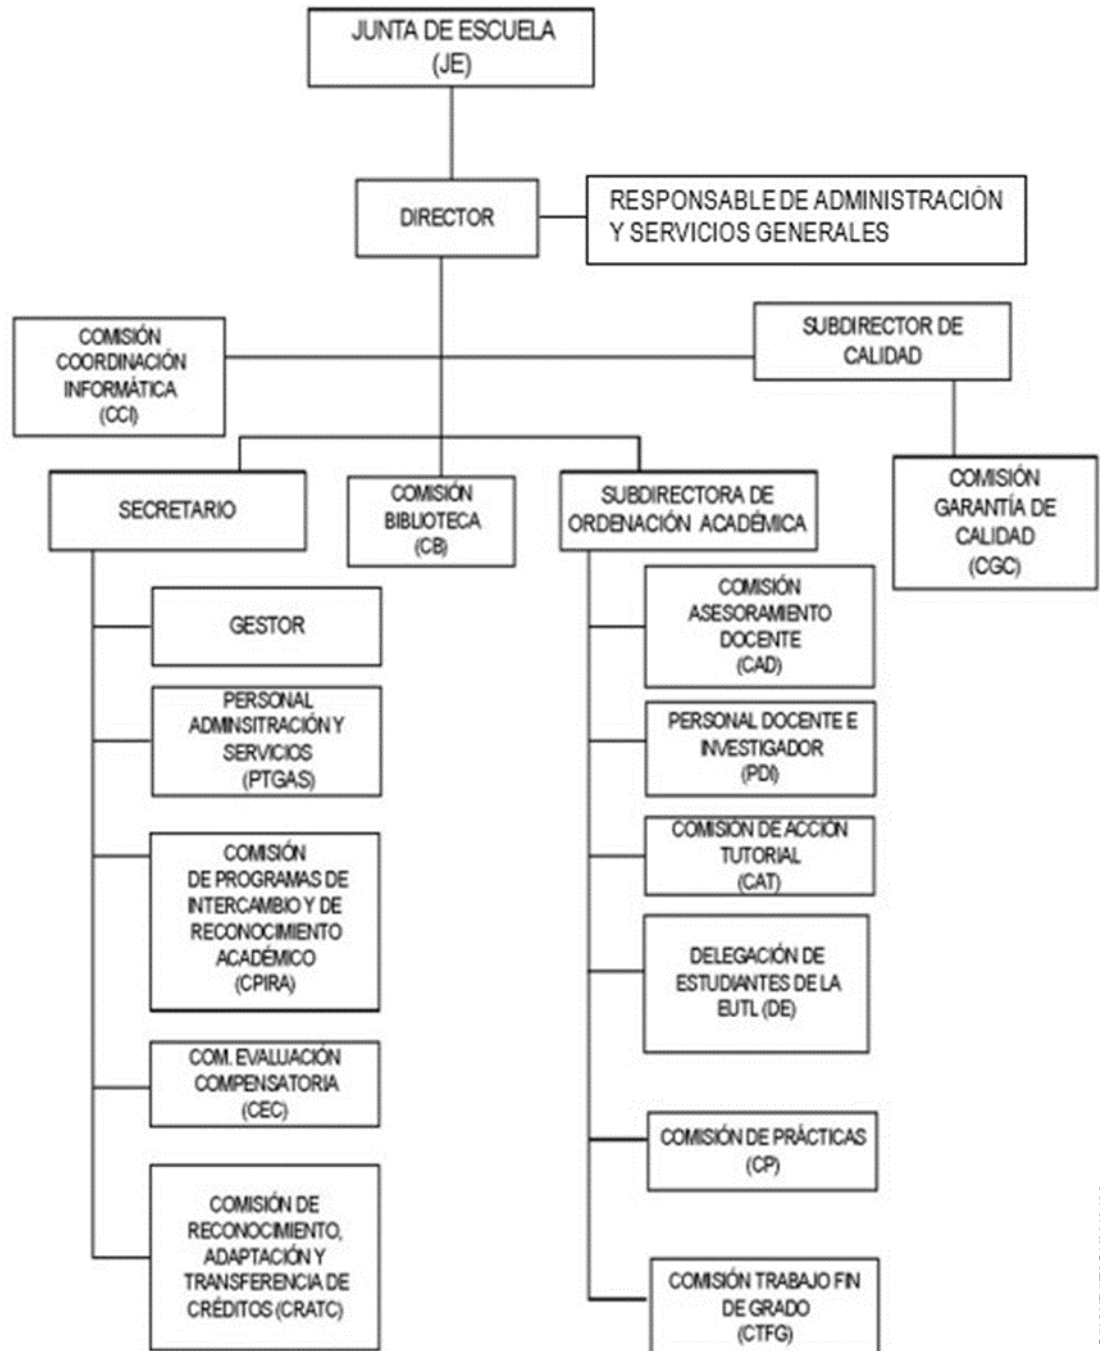 JUNTA DE ESCUELA
(JE)
DIRECTOR
RESPONSABLE DE ADMINISTRACIÓN
Y SERVICIOS GENERALES
COMISIÓN
COORDINACIÓN
INFORMÁTICA
(CCI)
SUBDIRECTOR DE
CALIDAD
SECRETARIO
COMISIÓN
BIBLIOTECA
(CB)
SUBDIRECTORA DE
ORDENACIÓN ACADÉMICA
COMISIÓN
GARANTÍA DE
CALIDAD
(CGC)
GESTOR
PERSONAL
ADMINSITRACIÓN Y
SERVICIOS
(PTGAS)
COMISIÓN
DE PROGRAMAS DE
INTERCAMBIO Y DE
RECONOCIMIENTO
ACADÉMICO
(CPIRA)
COM. EVALUACIÓN
COMPENSATORIA
(CEC)
COMISIÓN DE
RECONOCIMIENTO,
ADAPTACIÓN Y
TRANSFERENCIA DE
CRÉDITOS (CRATC)
COMISIÓN
ASESORAMIENTO
DOCENTE
(CAD)
PERSONAL DOCENTE E
INVESTIGADOR
(PDI)
COMISIÓN DE ACCIÓN
TUTORIAL
(CAT)
DELEGACIÓN DE
ESTUDIANTES DE LA
EUTL (DE)
COMISIÓN DE PRÁCTICAS
(CP)
COMISIÓN TRABAJO FIN
DE GRADO
(CTFG)